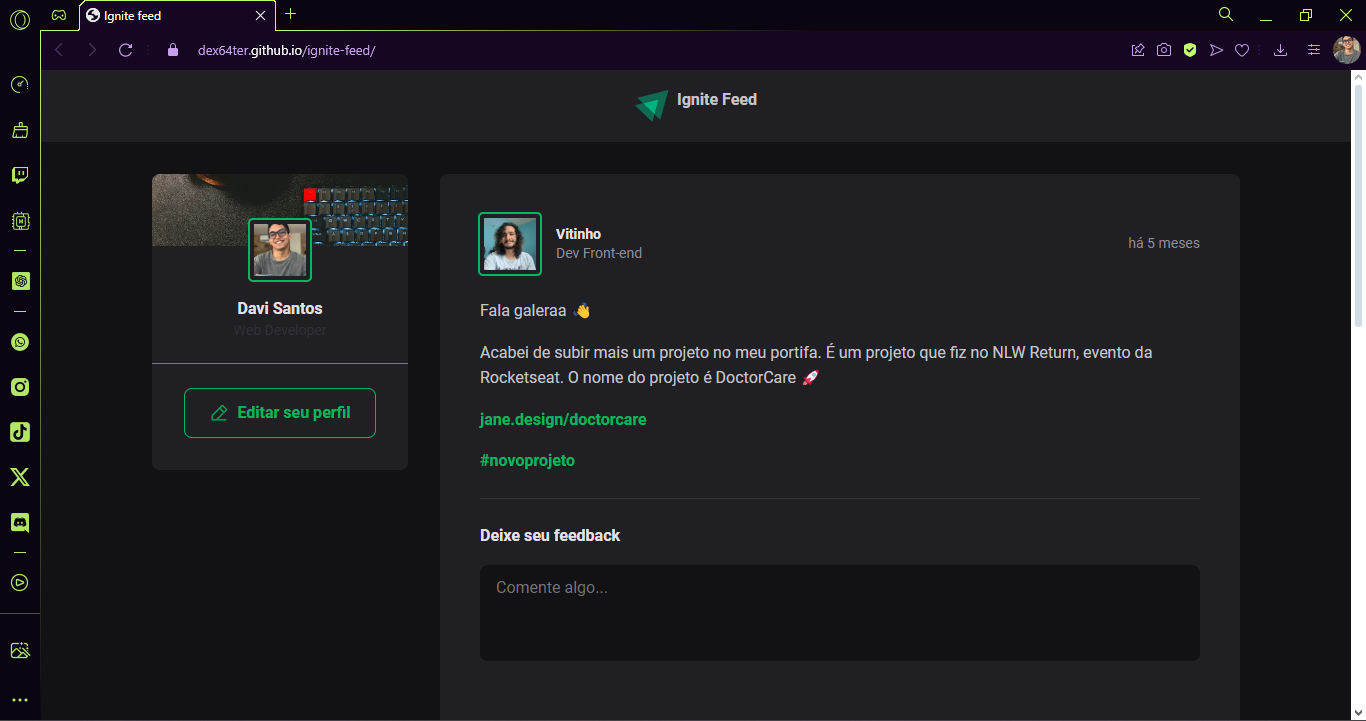 Ignite feed
dex64ter.github.io/ignite-feed/
Ignite Feed
Davi Santos
Web Developer
Editar seu perfil
Vitinho
Dev Front-end
há 5 meses
Fala galeraa 👋
Acabei de subir mais um projeto no meu portifa. É um projeto que fiz no NLW Return, evento da
Rocketseat. O nome do projeto é DoctorCare 🚀
jane.design/doctorcare
#novoprojeto
Deixe seu feedback
Comente algo...